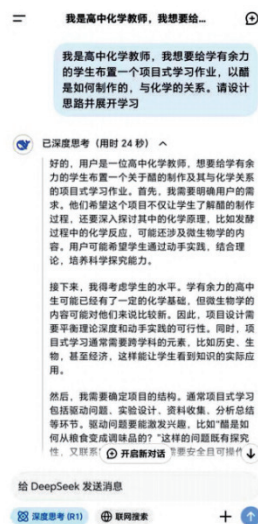 我是高中化学教师，我想要给...
我是高中化学教师，我想要给学有余力
的学生布置一个项目式学习作业，以醋
是如何制作的，与化学的关系。请设计
思路并展开学习
已深度思考（用时 24 秒）
好的，用户是一位高中化学教师，想要给学有余
力的学生布置一个关于醋的制作及其与化学关系
的项目式学习作业。首先，我需要明确用户的需
求。他们希望这个项目不仅让学生了解醋的制作
过程，还要深入探讨其中的化学原理，比如发酵
过程中的化学反应，可能还涉及微生物学的内
容。用户可能希望学生通过动手实践，结合理
论，培养科学探究能力。
接下来，我得考虑学生的水平。学有余力的高中
生可能已经有了一定的化学基础，但微生物学的
内容可能对他们来说比较新。因此，项目设计需
要平衡理论深度和动手实践的可行性。同时，项
目式学习通常需要跨学科的元素，比如历史、生
物，甚至经济，这样能让学生看到知识的实际应
用。
然后，我需要确定项目的结构。通常项目式学习
包括驱动问题、实验设计、资料收集、分析总结
等环节。驱动问题要能激发兴趣，比如“醋是如
何从粮食变成调味品的？”这样的问题既有探究
性，又联系
开启新对话
要安全且可操作
给 DeepSeek 发送消息
深度思考 (R1)
联网搜索